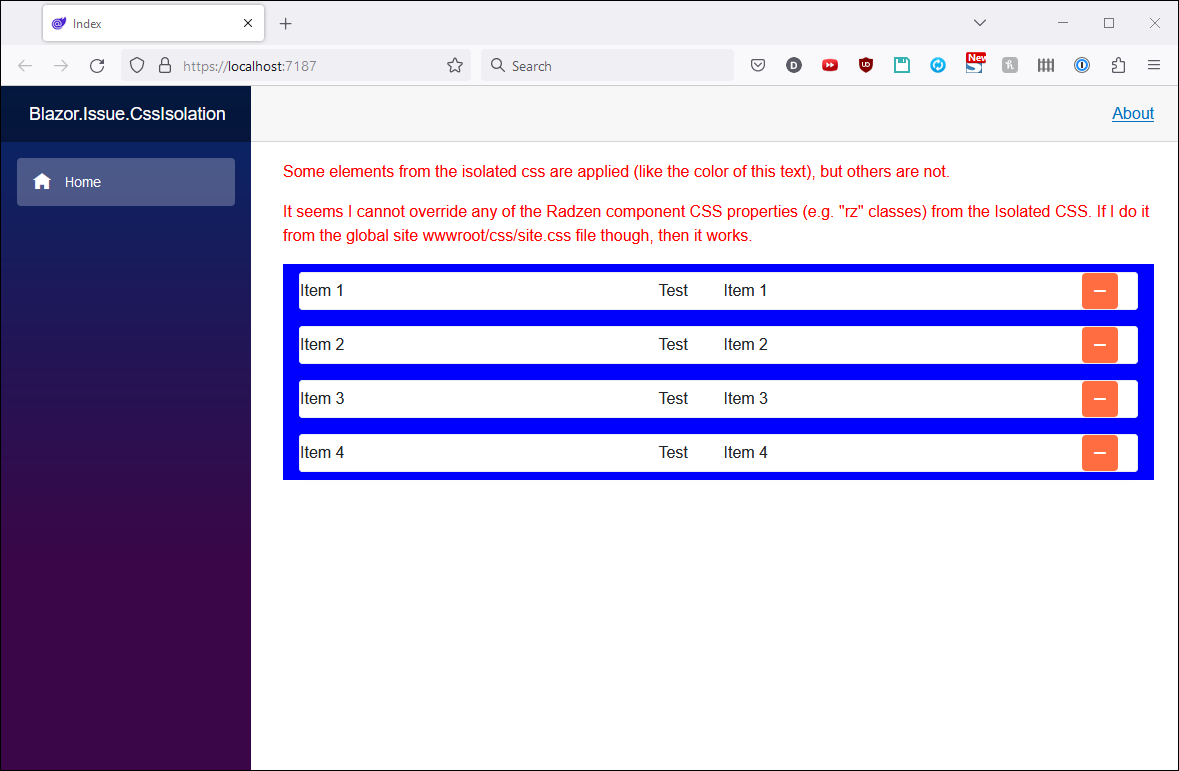 Index
https://localhost:7187
Search
D
UD
New
Blazor.Issue.CssIsolation
About
Home
Some elements from the isolated css are applied (like the color of this text), but others are not.
It seems I cannot override any of the Radzen component CSS properties (e.g. "rz" classes) from the Isolated CSS. If I do it
from the global site wwwroot/css/site.css file though, then it works.
Item 1 Test Item 1
Item 2 Test Item 2
Item 3 Test Item 3
Item 4 Test Item 4